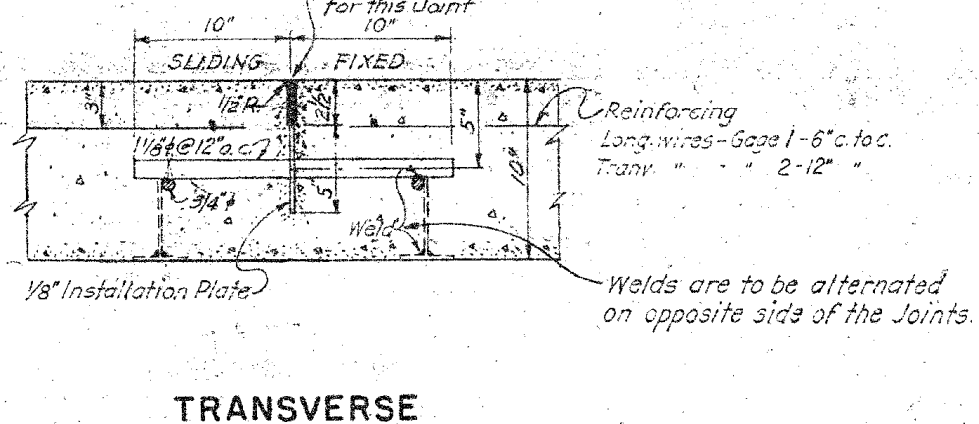 for this Joint
10" 10"
SLIDING FIXED
3" 1/2"R. 2 1/2" 5" 10"
1 1/8"ϕ@12"o.c.
5"
3/4"ϕ
Weld
1/8" Installation Plate
Reinforcing
Long. wires - Gage 1 - 6" c. to c.
Tranv. " - " 2-12" "
Welds are to be alternated
on opposite side of the Joints.
TRANSVERSE